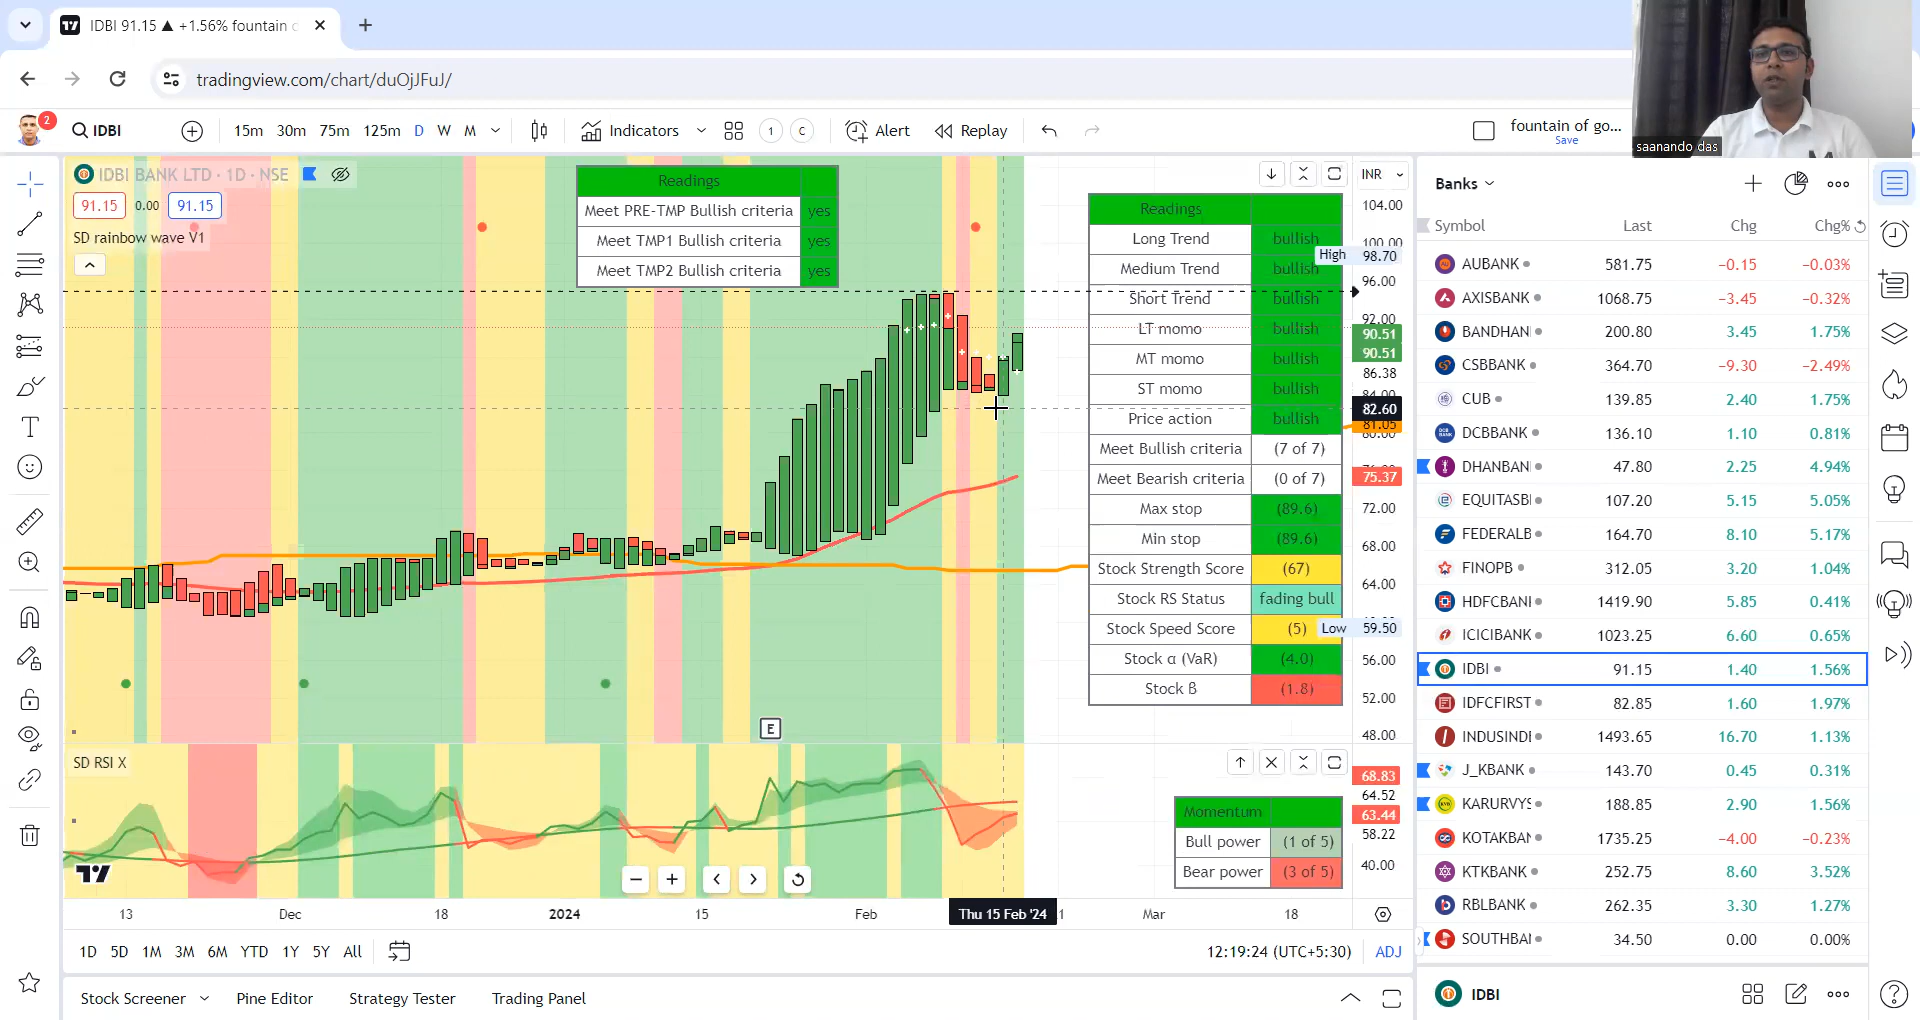 IDBI 91.15 ▲ +1.56% fountain
tradingview.com/chart/duOjJFuJ/
saanando das
2
IDBI
15m 30m 75m 125m D W M
Indicators
1 C
Alert
Replay
fountain of go...
Save
IDBI BANK LTD · 1D · NSE
91.15 0.00 91.15
SD rainbow wave V1
Readings
Meet PRE-TMP Bullish criteria yes
Meet TMP1 Bullish criteria yes
Meet TMP2 Bullish criteria yes
Readings
Long Trend bullish
Medium Trend bullish
Short Trend bullish
LT momo bullish
MT momo bullish
ST momo bullish
Price action bullish
Meet Bullish criteria (7 of 7)
Meet Bearish criteria (0 of 7)
Max stop (89.6)
Min stop (89.6)
Stock Strength Score (67)
Stock RS Status fading bull
Stock Speed Score (5)
Stock α (VaR) (4.0)
Stock β (1.8)
INR
104.00
100.00
High 98.70
96.00
92.00
90.51
90.51
86.38
84.00
82.60
81.05
80.00
75.37
72.00
68.00
64.00
Low 59.50
56.00
52.00
48.00
E
SD RSI X
Momentum
Bull power (1 of 5)
Bear power (3 of 5)
68.83
64.52
63.44
58.22
40.00
13 Dec 18 2024 15 Feb Thu 15 Feb '24 Mar 18
1D 5D 1M 3M 6M YTD 1Y 5Y All
12:19:24 (UTC+5:30) ADJ
Stock Screener Pine Editor Strategy Tester Trading Panel
Banks
Symbol Last Chg Chg%
AUBANK 581.75 −0.15 −0.03%
AXISBANK 1068.75 −3.45 −0.32%
BANDHAN 200.80 3.45 1.75%
CSBBANK 364.70 −9.30 −2.49%
CUB 139.85 2.40 1.75%
DCBBANK 136.10 1.10 0.81%
DHANBAN 47.80 2.25 4.94%
EQUITASB 107.20 5.15 5.05%
FEDERALB 164.70 8.10 5.17%
FINOPB 312.05 3.20 1.04%
HDFCBAN 1419.90 5.85 0.41%
ICICIBANK 1023.25 6.60 0.65%
IDBI 91.15 1.40 1.56%
IDFCFIRST 82.85 1.60 1.97%
INDUSIND 1493.65 16.70 1.13%
J_KBANK 143.70 0.45 0.31%
KARURVYS 188.85 2.90 1.56%
KOTAKBAN 1735.25 −4.00 −0.23%
KTKBANK 252.75 8.60 3.52%
RBLBANK 262.35 3.30 1.27%
SOUTHBA 34.50 0.00 0.00%
IDBI